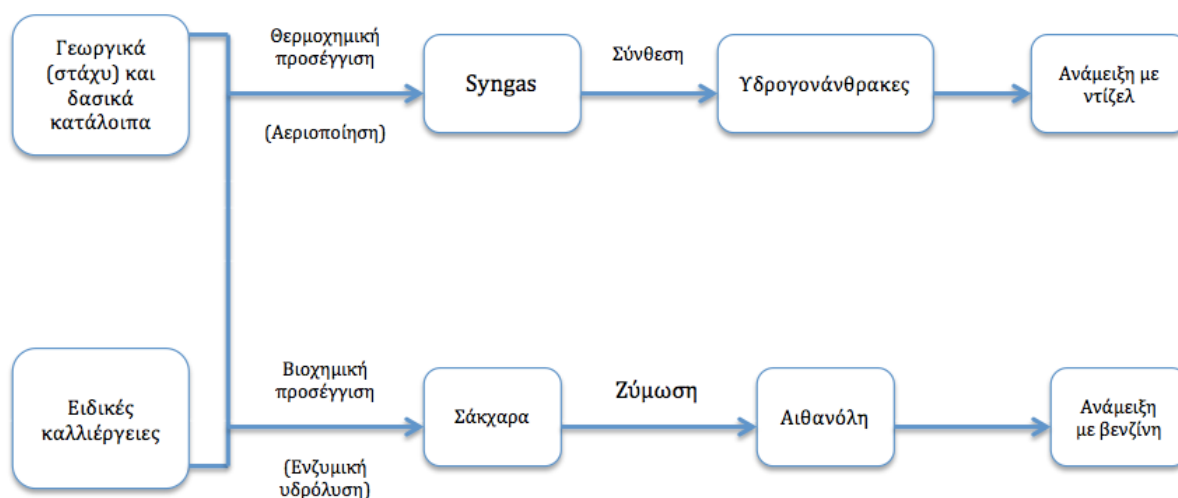 Γεωργικά
(στάχυ) και
δασικά
κατάλοιπα
Θερμοχημική
προσέγγιση
(Αεριοποίηση)
Syngas
Σύνθεση
Υδρογονάνθρακες
Ανάμειξη με
ντίζελ
Ειδικές
καλλιέργειες
Βιοχημική
προσέγγιση
(Ενζυμική
υδρόλυση)
Σάκχαρα
Ζύμωση
Αιθανόλη
Ανάμειξη
με βενζίνη